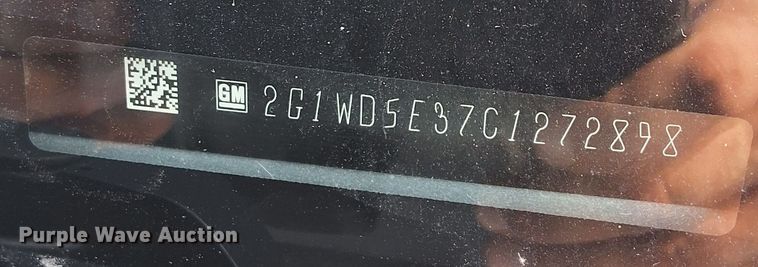 GM 2G1WD5E37C1272898
Purple Wave Auction